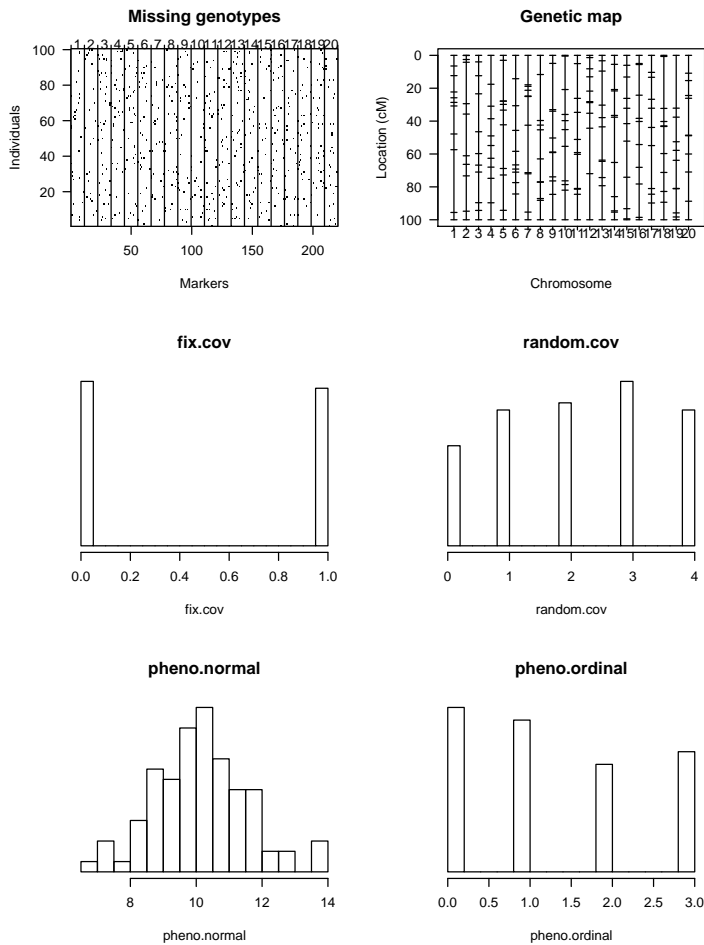 Missing genotypes
1 2 3 4 5 6 7 8 9 10 11 12 13 14 15 16 17 18 19 20
Individuals
100
80
60
40
20
50 100 150 200
Markers
Genetic map
Location (cM)
0
20
40
60
80
100
1 2 3 4 5 6 7 8 9 10 11 12 13 14 15 16 17 18 19 20
Chromosome
fix.cov
0.0 0.2 0.4 0.6 0.8 1.0
fix.cov
random.cov
0 1 2 3 4
random.cov
pheno.normal
8 10 12 14
pheno.normal
pheno.ordinal
0.0 0.5 1.0 1.5 2.0 2.5 3.0
pheno.ordinal